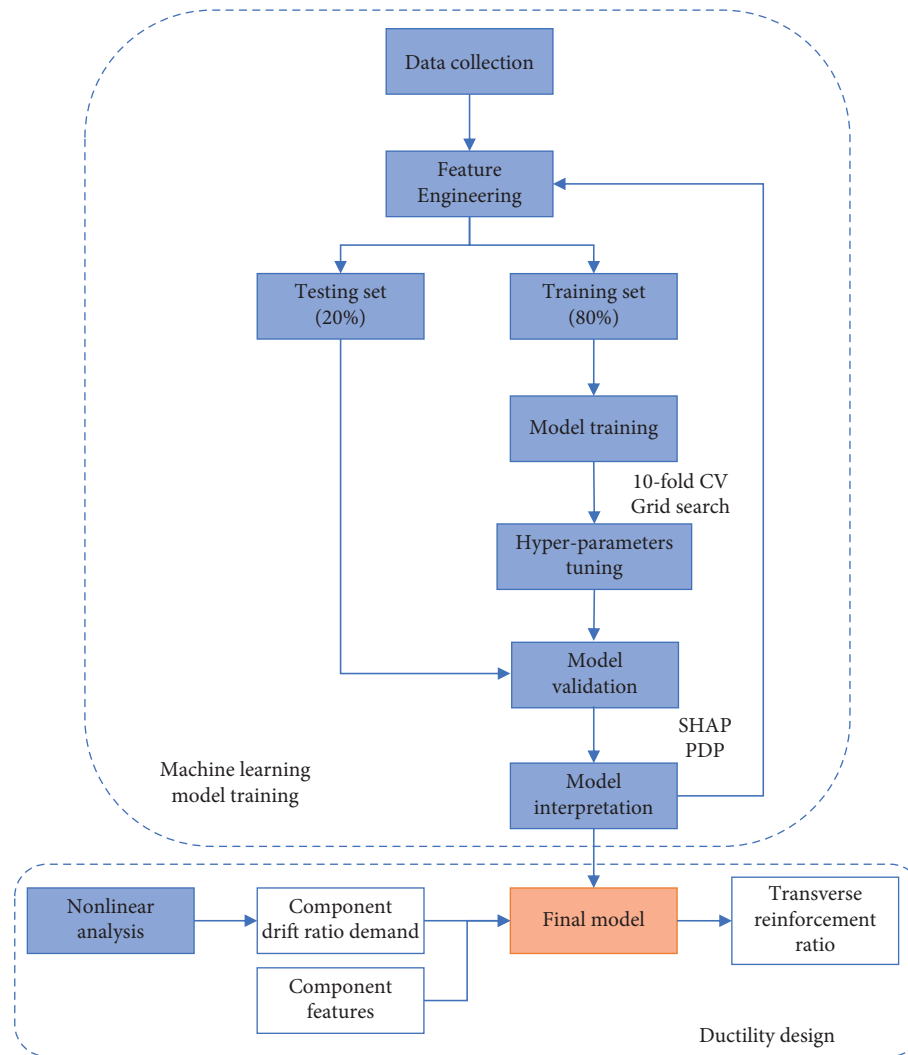 Data collection
Feature
Engineering
Testing set
(20%)
Training set
(80%)
Model training
10-fold CV
Grid search
Hyper-parameters
tuning
Model
validation
SHAP
PDP
Machine learning
model training
Model
interpretation
Nonlinear
analysis
Component
drift ratio demand
Final model
Transverse
reinforcement
ratio
Component
features
Ductility design